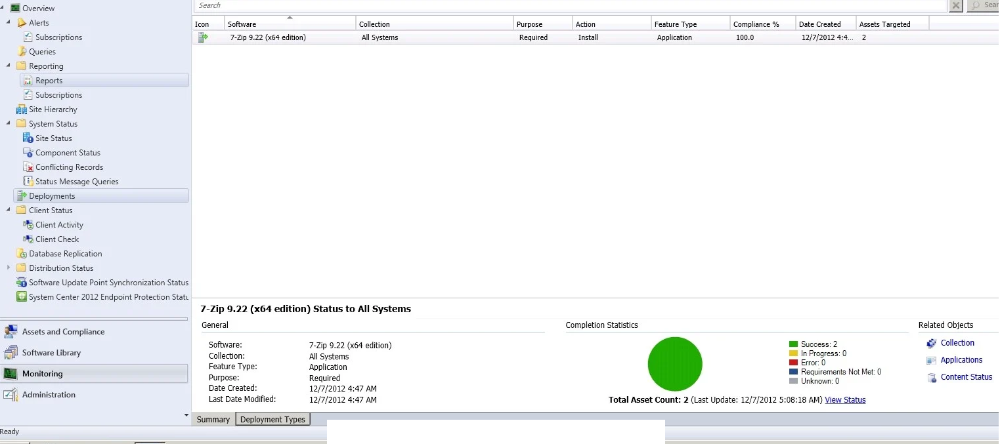 Overview
Alerts
Subscriptions
Queries
Reporting
Reports
Subscriptions
Site Hierarchy
System Status
Site Status
Component Status
Conflicting Records
Status Message Queries
Deployments
Client Status
Client Activity
Client Check
Database Replication
Distribution Status
Software Update Point Synchronization Status
System Center 2012 Endpoint Protection Statu
Assets and Compliance
Software Library
Monitoring
Administration
Ready
Search
Sear
Icon Software Collection Purpose Action Feature Type Compliance % Date Created Assets Targeted
7-Zip 9.22 (x64 edition) All Systems Required Install Application 100.0 12/7/2012 4:4... 2
7-Zip 9.22 (x64 edition) Status to All Systems
General
Software: 7-Zip 9.22 (x64 edition)
Collection: All Systems
Feature Type: Application
Purpose: Required
Date Created: 12/7/2012 4:47 AM
Last Date Modified: 12/7/2012 4:47 AM
Completion Statistics
Success: 2
In Progress: 0
Error: 0
Requirements Not Met: 0
Unknown: 0
Total Asset Count: 2 (Last Update: 12/7/2012 5:08:18 AM) View Status
Related Objects
Collection
Applications
Content Status
Summary Deployment Types